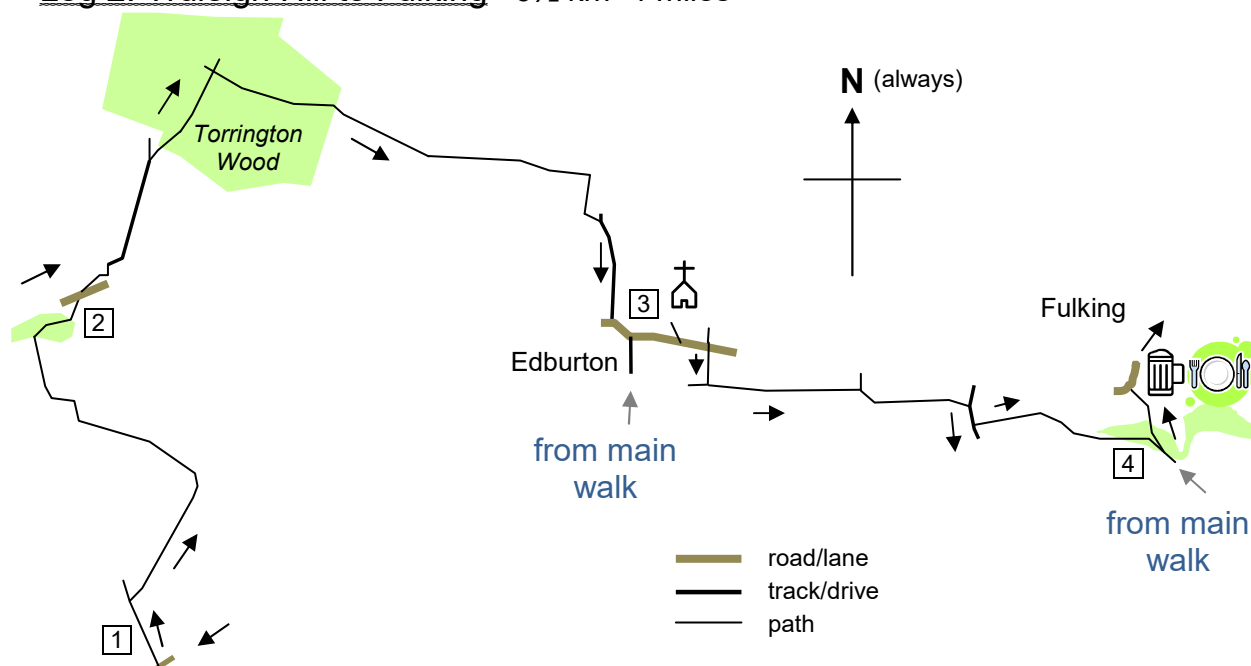 N (always)
Torrington
Wood
2
3
Fulking
Edburton
from main
walk
4
from main
walk
1
road/lane
track/drive
path